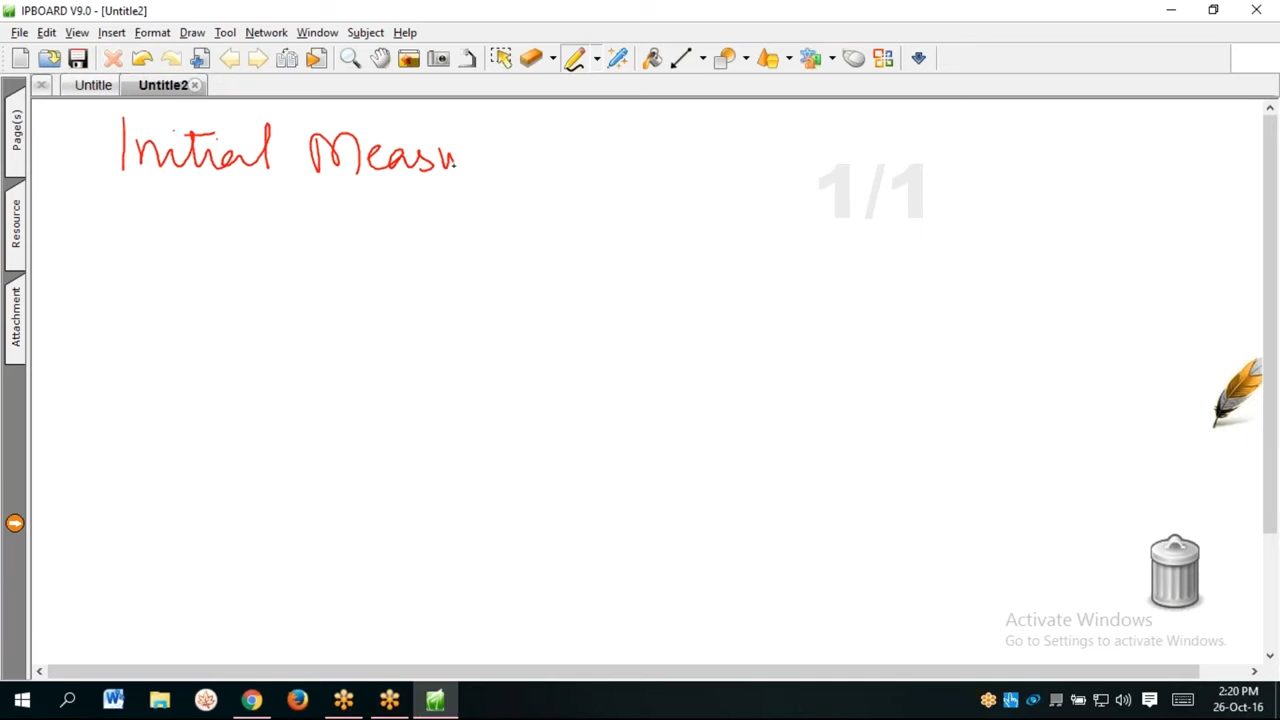 IPBOARD V9.0 - [Untitle2]
File Edit View Insert Format Draw Tool Network Window Subject Help
Untitle Untitle2
Page(s)
Resource
Attachment
Initial Measu
1/1
Activate Windows
Go to Settings to activate Windows.
2:20 PM
26-Oct-16